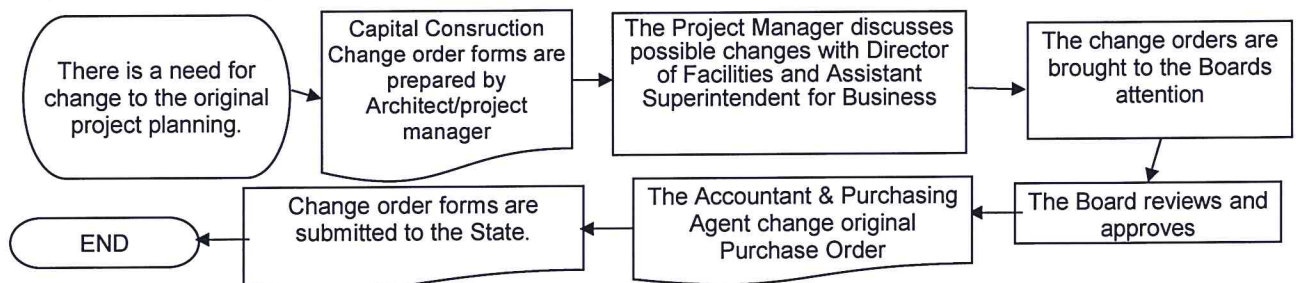 There is a need for
change to the original
project planning.
Capital Consruction
Change order forms are
prepared by
Architect/project
manager
The Project Manager discusses
possible changes with Director
of Facilities and Assistant
Superintendent for Business
The change orders are
brought to the Boards
attention
The Board reviews and
approves
The Accountant & Purchasing
Agent change original
Purchase Order
Change order forms are
submitted to the State.
END